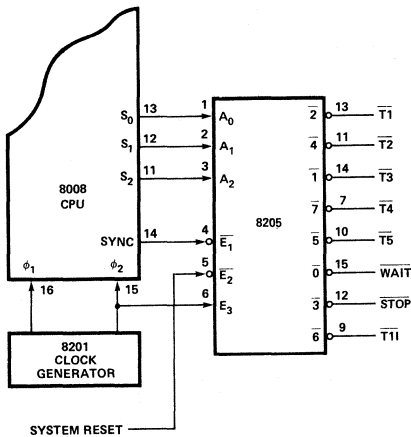 S0 13 1 A0 2 13 T1
S1 12 2 A1 4 11 T2
S2 11 3 A2 1 14 T3
8008
CPU
7 7 T4
SYNC 14 4 E1 8205 5 10 T5
φ1 φ2 5 E2 0 15 WAIT
16 15 6 E3 3 12 STOP
6 9 T1I
8201
CLOCK
GENERATOR
SYSTEM RESET